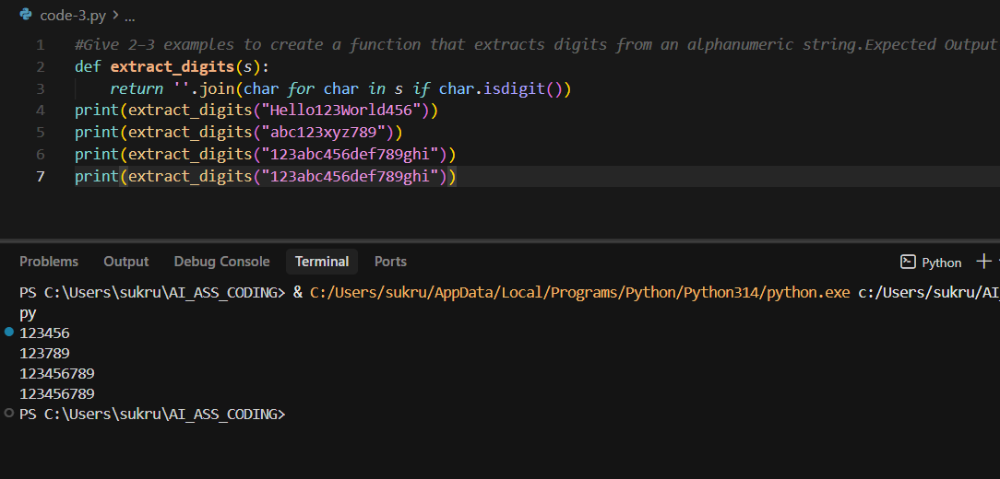 code-3.py > ...
1 #Give 2–3 examples to create a function that extracts digits from an alphanumeric string.Expected Output
2 def extract_digits(s):
3     return ''.join(char for char in s if char.isdigit())
4 print(extract_digits("Hello123World456"))
5 print(extract_digits("abc123xyz789"))
6 print(extract_digits("123abc456def789ghi"))
7 print(extract_digits("123abc456def789ghi"))
Problems Output Debug Console Terminal Ports Python
PS C:\Users\sukru\AI_ASS_CODING> & C:/Users/sukru/AppData/Local/Programs/Python/Python314/python.exe c:/Users/sukru/AI_
py
123456
123789
123456789
123456789
PS C:\Users\sukru\AI_ASS_CODING>